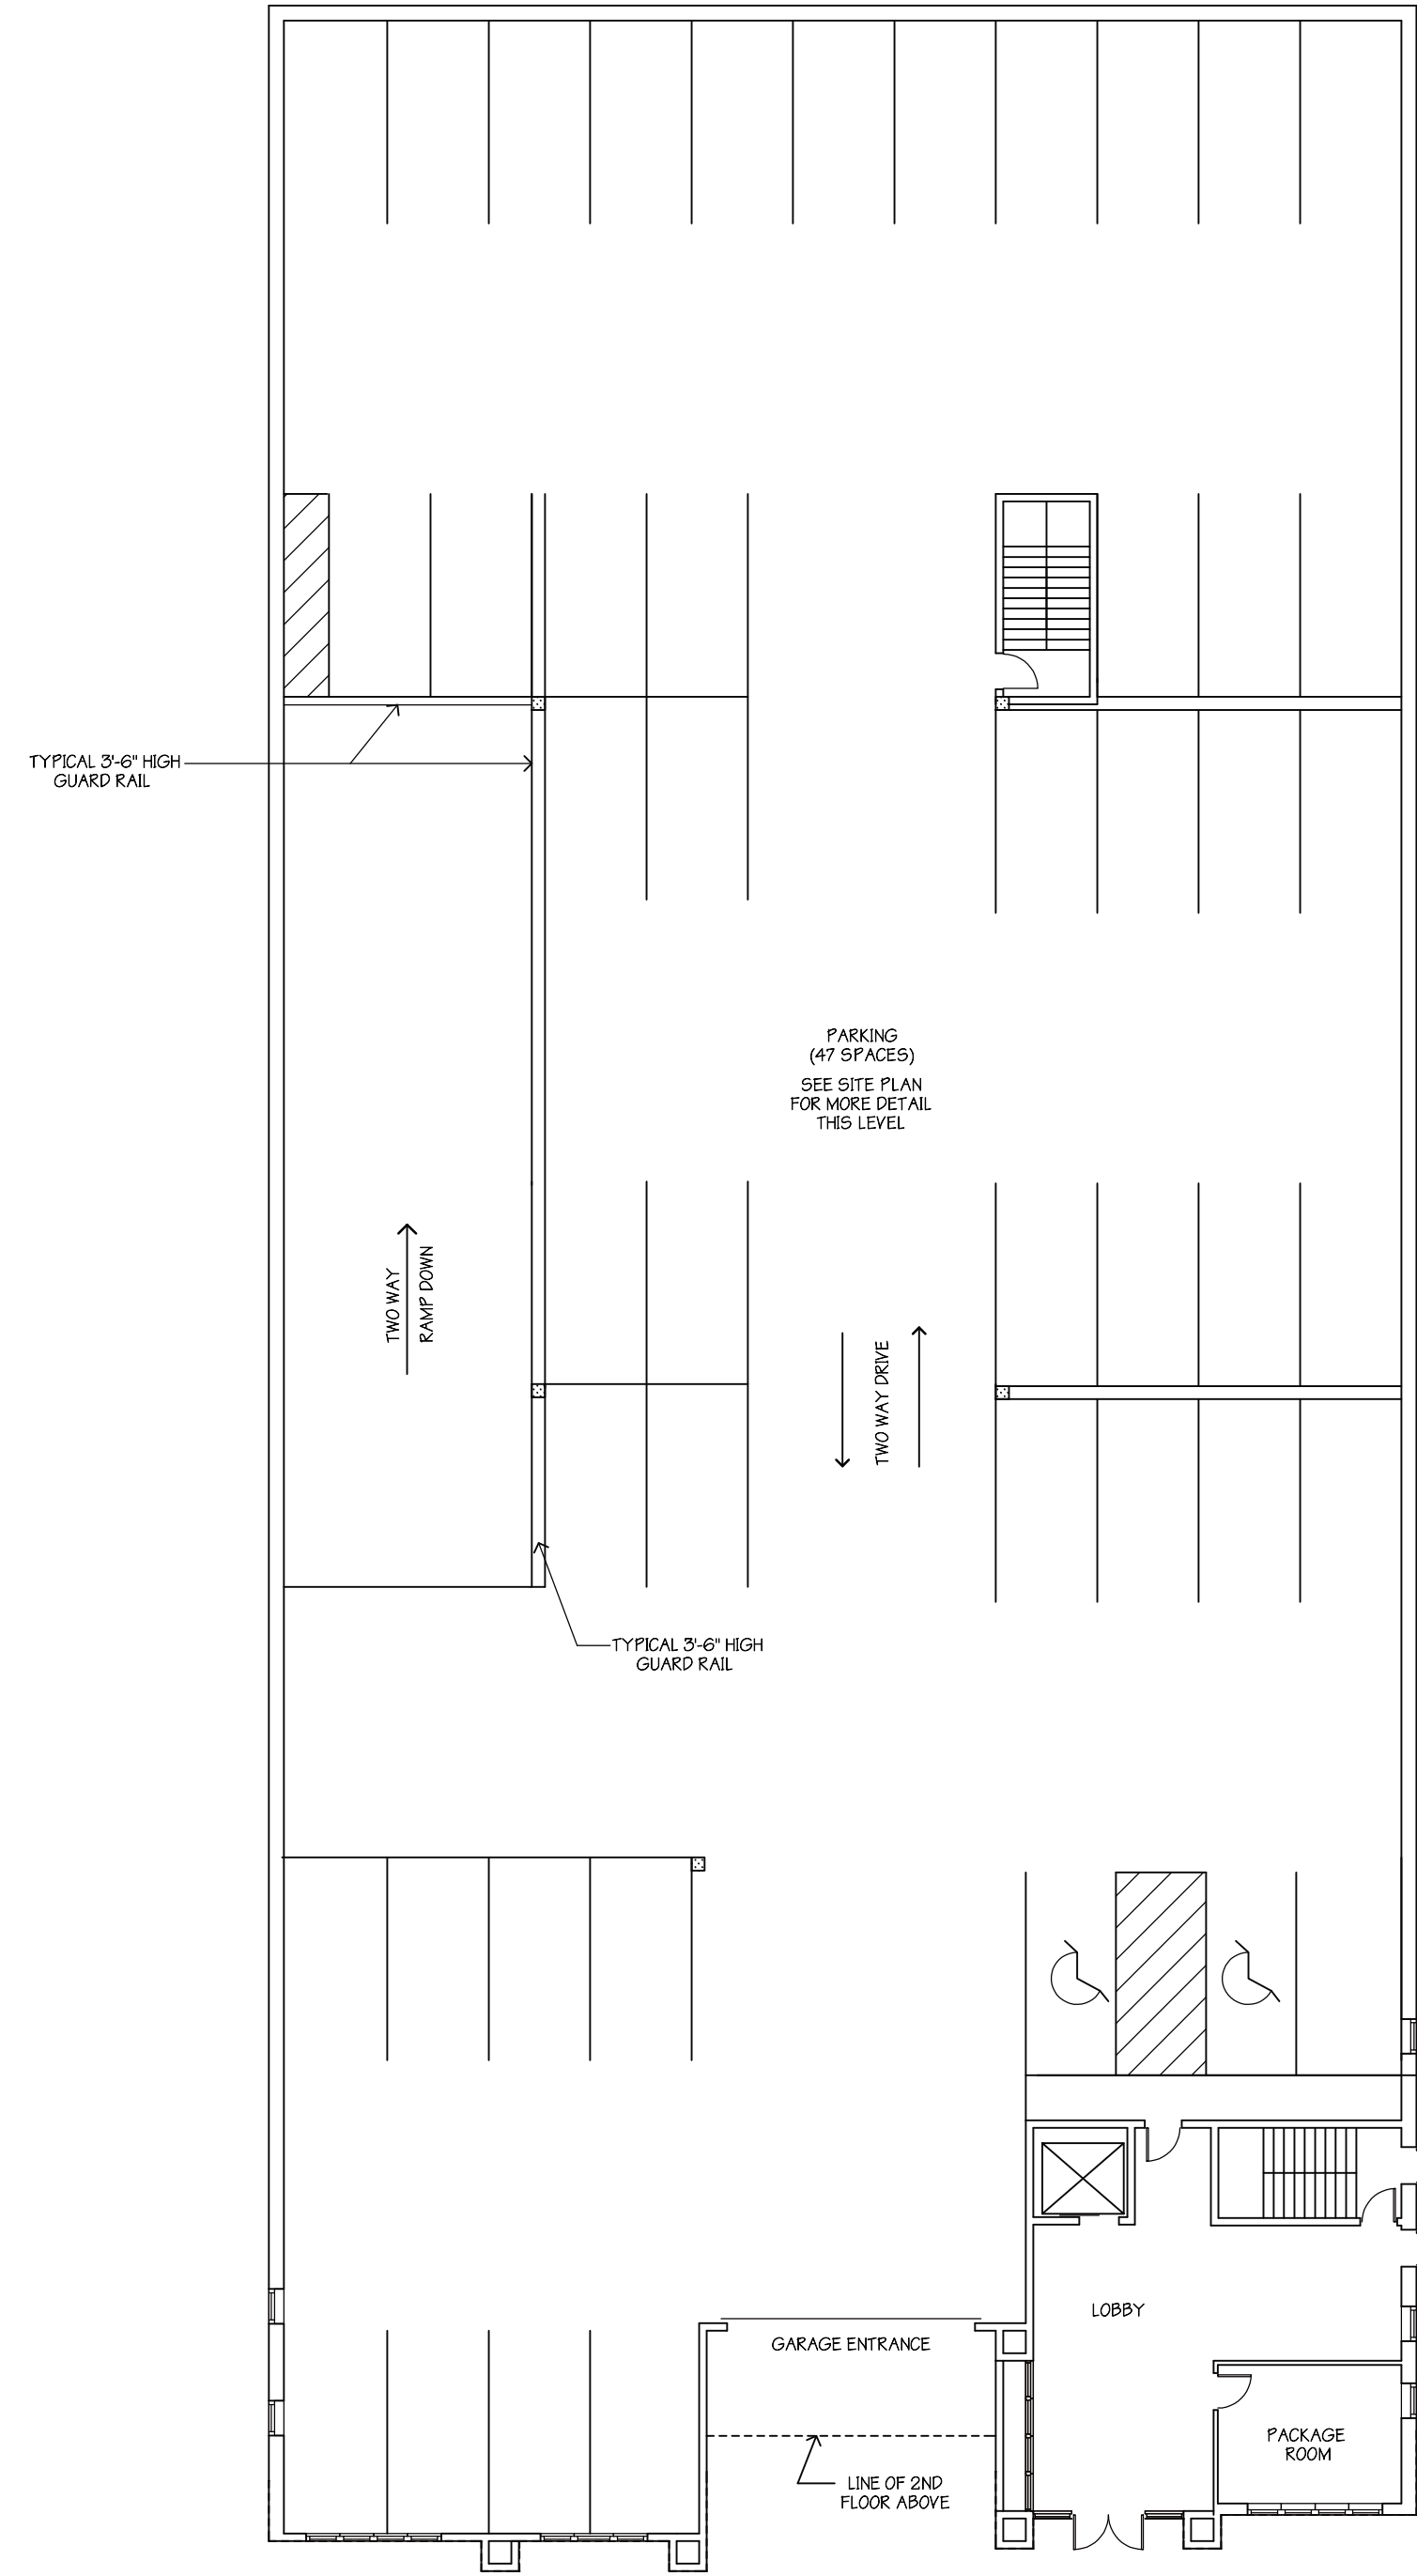 TYPICAL 3'-6" HIGH
GUARD RAIL
PARKING
(47 SPACES)
SEE SITE PLAN
FOR MORE DETAIL
THIS LEVEL
TWO WAY
RAMP DOWN
TWO WAY DRIVE
TYPICAL 3'-6" HIGH
GUARD RAIL
LOBBY
GARAGE ENTRANCE
PACKAGE
ROOM
LINE OF 2ND
FLOOR ABOVE